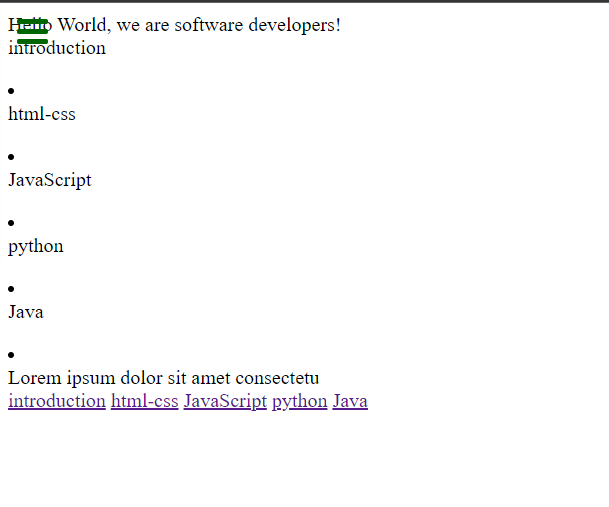 Hello World, we are software developers!
introduction
html-css
JavaScript
python
Java
Lorem ipsum dolor sit amet consectetu
introduction html-css JavaScript python Java